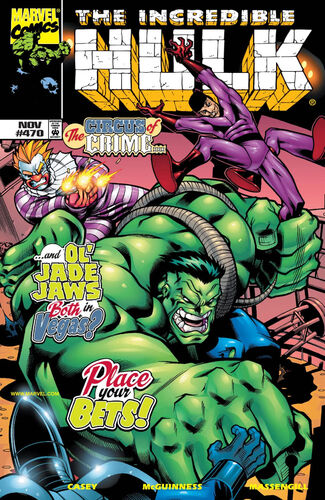 MARVEL
COMICS
THE INCREDIBLE
HULK
®
NOV
#470
The CIRCUS of
CRIME...
...and
OL'
JADE
JAWS
Both in
Vegas?
Place
your
BETS!
WWW.MARVEL.COM
CASEY McGUINNESS MASSENGILL